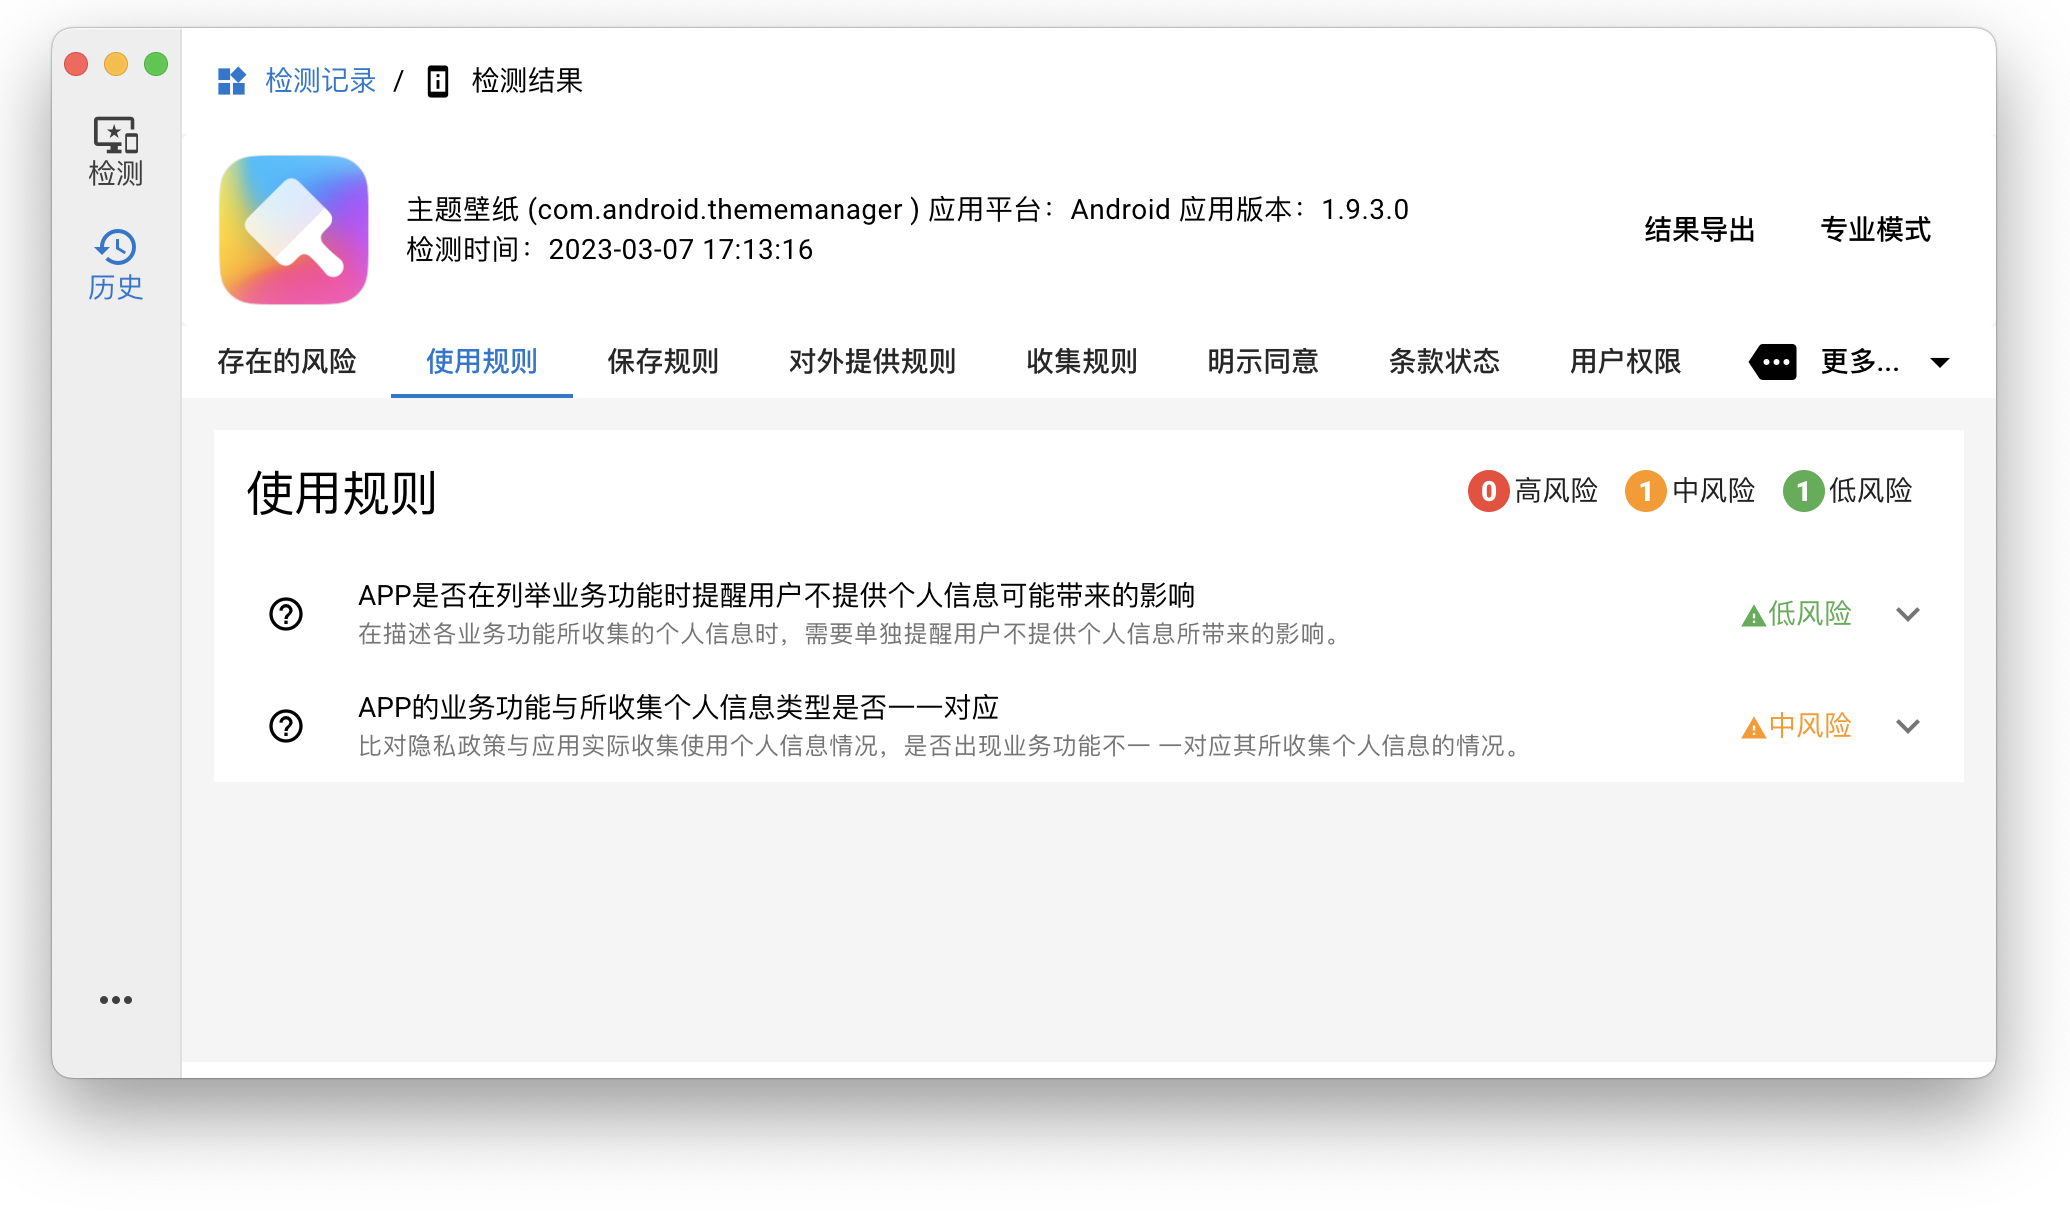 检测记录 / 检测结果
检测
历史
主题壁纸 (com.android.thememanager ) 应用平台：Android 应用版本：1.9.3.0
检测时间：2023-03-07 17:13:16
结果导出 专业模式
存在的风险 使用规则 保存规则 对外提供规则 收集规则 明示同意 条款状态 用户权限 更多...
使用规则
0 高风险 1 中风险 1 低风险
APP是否在列举业务功能时提醒用户不提供个人信息可能带来的影响
在描述各业务功能所收集的个人信息时，需要单独提醒用户不提供个人信息所带来的影响。
低风险
APP的业务功能与所收集个人信息类型是否一一对应
比对隐私政策与应用实际收集使用个人信息情况，是否出现业务功能不一 一对应其所收集个人信息的情况。
中风险